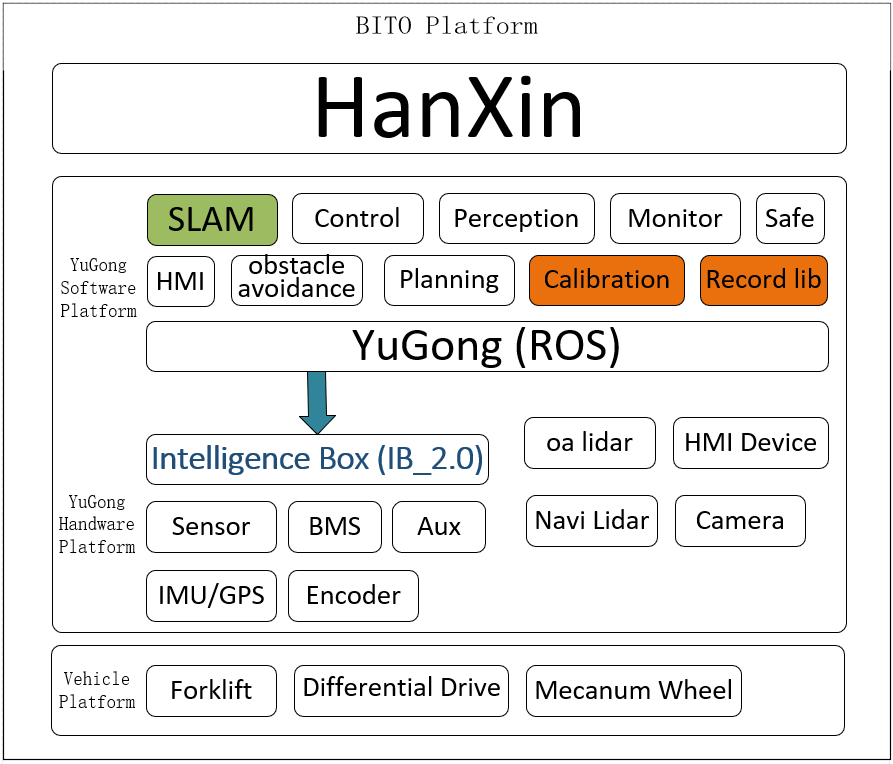 BITO Platform
HanXin
SLAM
Control
Perception
Monitor
Safe
YuGong
Software
Platform
HMI
obstacle
avoidance
Planning
Calibration
Record lib
YuGong (ROS)
Intelligence Box (IB_2.0)
oa lidar
HMI Device
YuGong
Handware
Platform
Sensor
BMS
Aux
Navi Lidar
Camera
IMU/GPS
Encoder
Vehicle
Platform
Forklift
Differential Drive
Mecanum Wheel